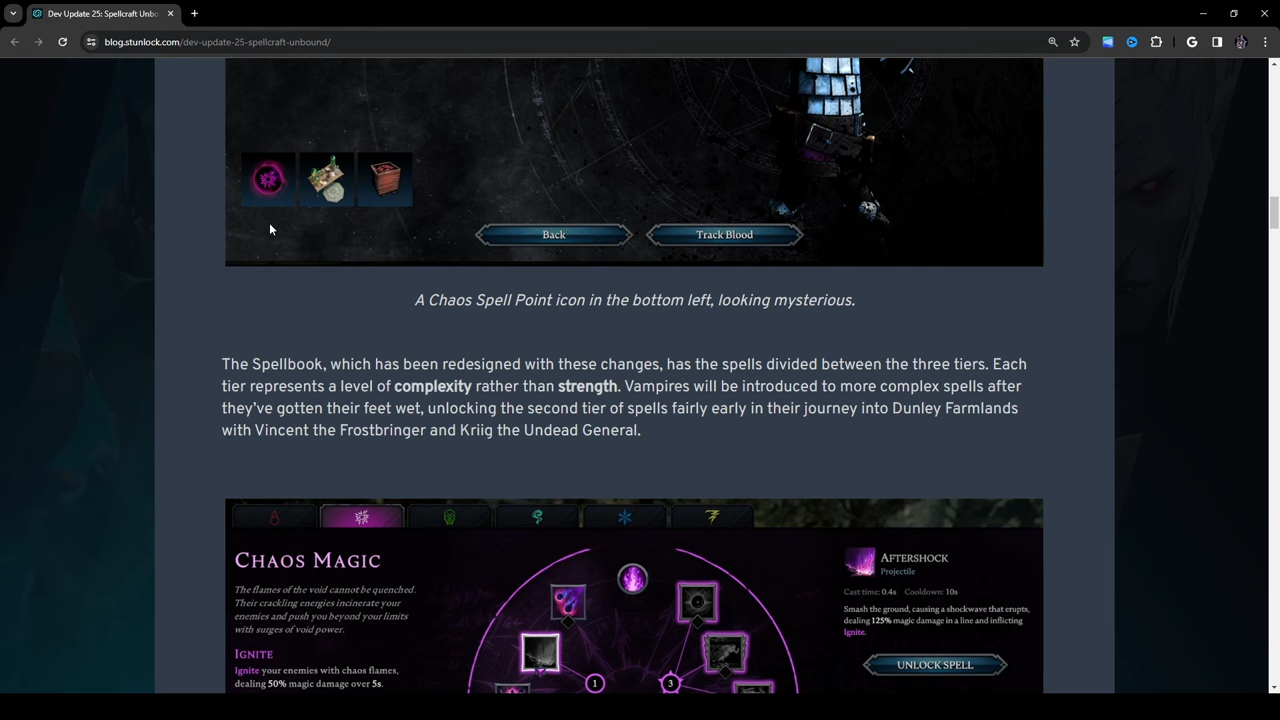 Dev Update 25: Spellcraft Unbo
blog.stunlock.com/dev-update-25-spellcraft-unbound/
Back
Track Blood
A Chaos Spell Point icon in the bottom left, looking mysterious.
The Spellbook, which has been redesigned with these changes, has the spells divided between the three tiers. Each
tier represents a level of complexity rather than strength. Vampires will be introduced to more complex spells after
they've gotten their feet wet, unlocking the second tier of spells fairly early in their journey into Dunley Farmlands
with Vincent the Frostbringer and Kriig the Undead General.
CHAOS MAGIC
The flames of the void cannot be quenched.
Their crackling energies incinerate your
enemies and push you beyond your limits
with surges of void power.
IGNITE
Ignite your enemies with chaos flames,
dealing 50% magic damage over 5s.
1
3
AFTERSHOCK
Projectile
Cast time: 0.4s Cooldown: 10s
Smash the ground, causing a shockwave that erupts,
dealing 125% magic damage in a line and inflicting
Ignite.
UNLOCK SPELL